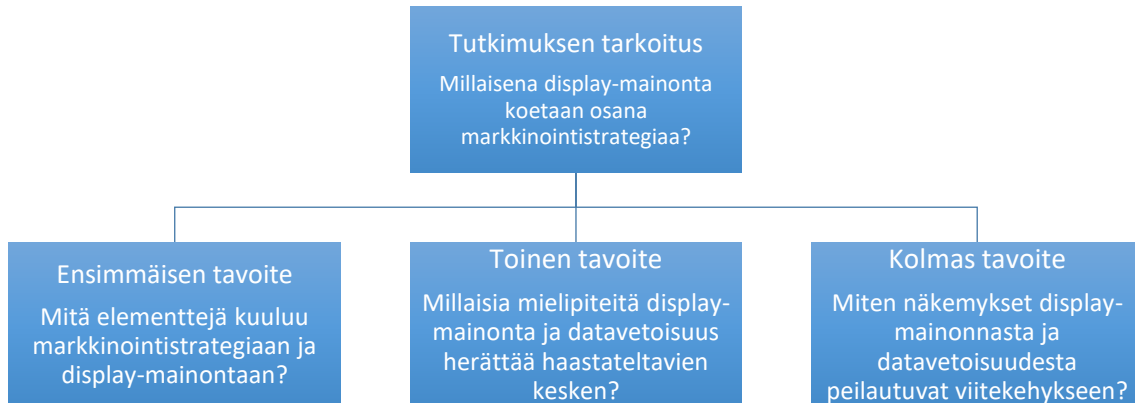 Tutkimuksen tarkoitus
Millaisena display-mainonta
koetaan osana
markkinointistrategiaa?
Ensimmäisen tavoite
Mitä elementtejä kuuluu
markkinointistrategiaan ja
display-mainontaan?
Toinen tavoite
Millaisia mielipiteitä display-
mainonta ja datavetoisuus
herättää haastateltavien
kesken?
Kolmas tavoite
Miten näkemykset display-
mainonnasta ja
datavetoisuudesta
peilautuvat viitekehykseen?